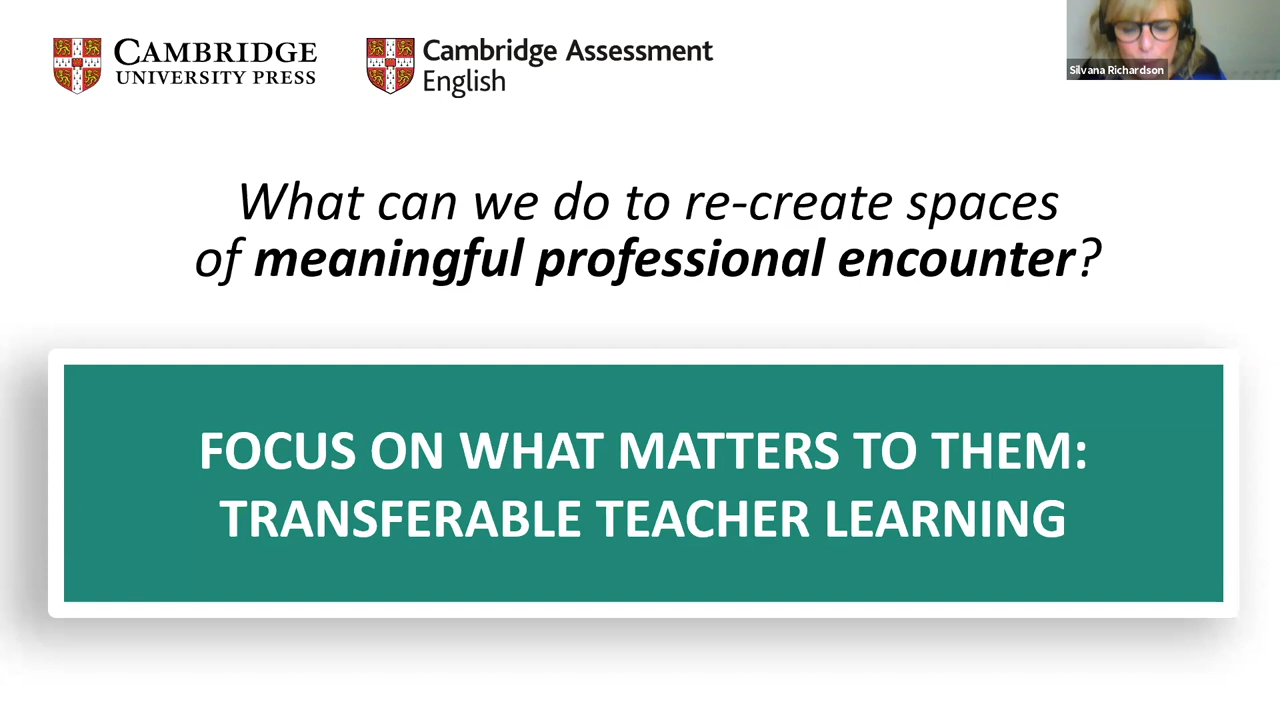 CAMBRIDGE
UNIVERSITY PRESS
Cambridge Assessment
English
Silvana Richardson
What can we do to re-create spaces
of meaningful professional encounter?
FOCUS ON WHAT MATTERS TO THEM:
TRANSFERABLE TEACHER LEARNING